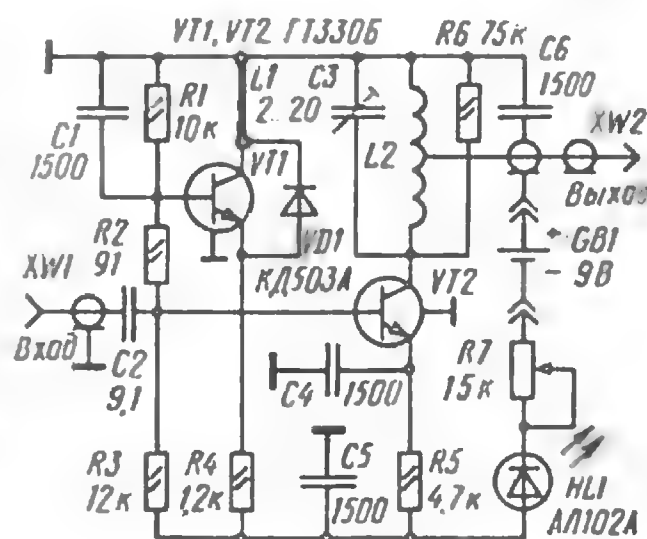 VT1, VT2 ГТ330Б
R6 75к
C6
1500
L1
C3
2...20
R1
10к
C1
1500
XW2
VT1
L2
Выход
R2
91
VD1
КД503А
+ GB1
- 9В
XW1
Вход
VT2
C2
9,1
C4
1500
R7
15к
R3
12к
R4
1,2к
C5
1500
R5
4,7к
HL1
АЛ102А